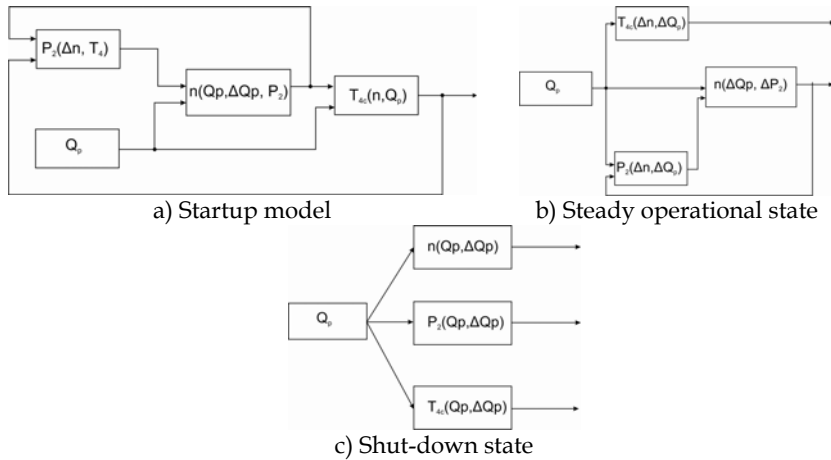 P₂(Δn, T₄)
n(Qp,ΔQp, P₂)
T₄c(n,Qₚ)
Qₚ
a) Startup model
T₄c(Δn,ΔQₚ)
Qₚ
n(ΔQp, ΔP₂)
P₂(Δn,ΔQₚ)
b) Steady operational state
n(Qp,ΔQp)
Qₚ
P₂(Qp,ΔQp)
T₄c(Qp,ΔQp)
c) Shut-down state